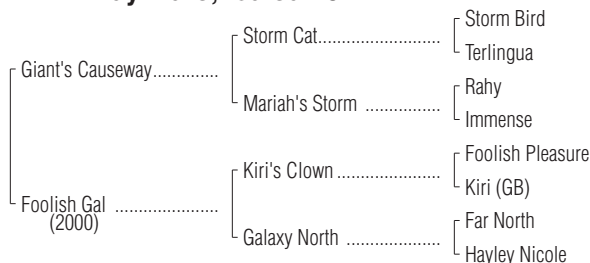 Storm Bird
Storm Cat........................
Terlingua
Giant's Causeway..............
Rahy
Mariah's Storm ................
Immense
Foolish Pleasure
Kiri's Clown .....................
Kiri (GB)
Foolish Gal .....................
(2000)
Far North
Galaxy North ...................
Hayley Nicole